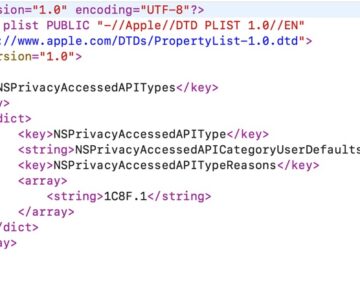 sion="1.0" encoding="UTF-8"?>
plist PUBLIC "-//Apple//DTD PLIST 1.0//EN"
://www.apple.com/DTDs/PropertyList-1.0.dtd">
ersion="1.0">
NSPrivacyAccessedAPITypes</key>
y>
dict>
<key>NSPrivacyAccessedAPIType</key>
<string>NSPrivacyAccessedAPICategoryUserDefaults
<key>NSPrivacyAccessedAPITypeReasons</key>
<array>
<string>1C8F.1</string>
</array>
/dict>
ay>